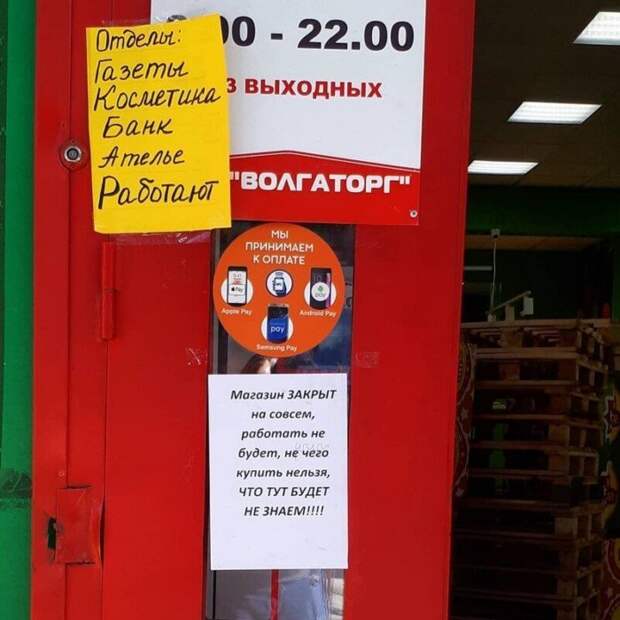 Отделы:
Газеты
Косметика
Банк
Ателье
Работают
00 - 22.00
ВЫХОДНЫХ
"ВОЛГАТОРГ"
МЫ
ПРИНИМАЕМ
К ОПЛАТЕ
Apple Pay
Android Pay
Samsung Pay
Магазин ЗАКРЫТ
на совсем,
работать не
будет, не чего
купить нельзя,
ЧТО ТУТ БУДЕТ
НЕ ЗНАЕМ!!!!